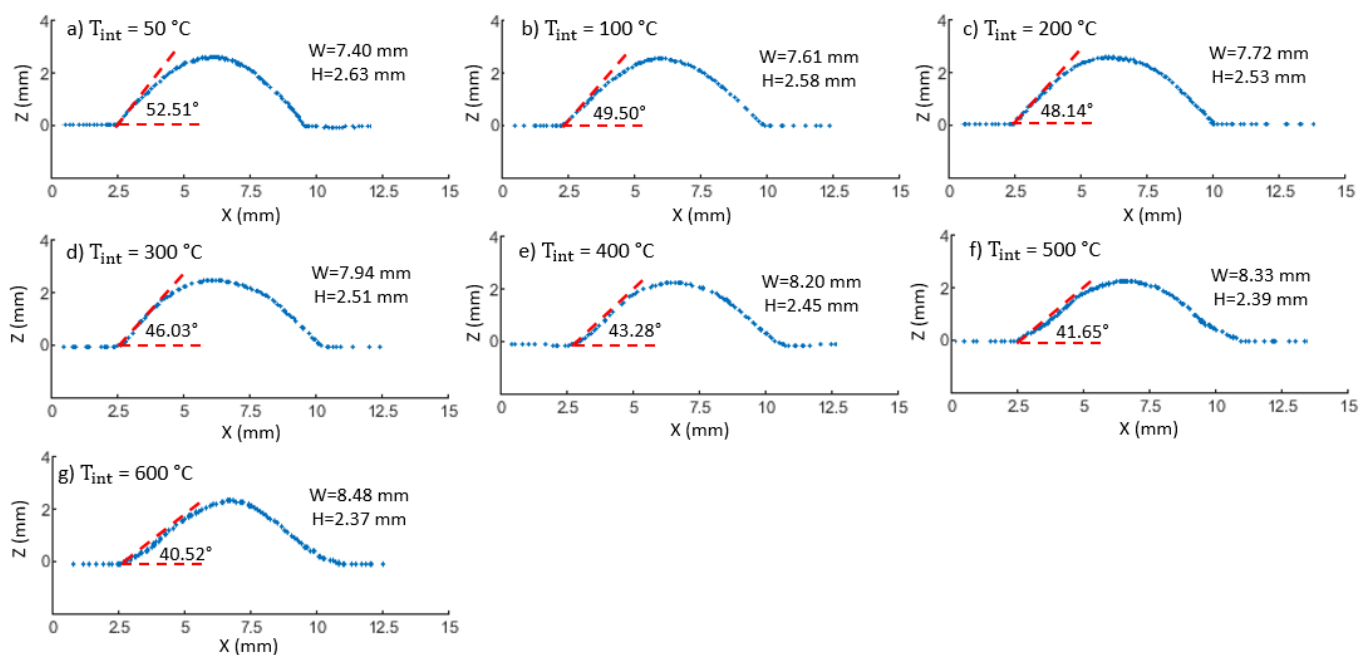 a) Tint = 50 °C
W=7.40 mm
H=2.63 mm
52.51°
Z (mm)
4
2
0
0 2.5 5 7.5 10 12.5 15
X (mm)
b) Tint = 100 °C
W=7.61 mm
H=2.58 mm
49.50°
Z (mm)
4
2
0
0 2.5 5 7.5 10 12.5 15
X (mm)
c) Tint = 200 °C
W=7.72 mm
H=2.53 mm
48.14°
Z (mm)
4
2
0
0 2.5 5 7.5 10 12.5 15
X (mm)
d) Tint = 300 °C
W=7.94 mm
H=2.51 mm
46.03°
Z (mm)
4
2
0
0 2.5 5 7.5 10 12.5 15
X (mm)
e) Tint = 400 °C
W=8.20 mm
H=2.45 mm
43.28°
Z (mm)
4
2
0
0 2.5 5 7.5 10 12.5 15
X (mm)
f) Tint = 500 °C
W=8.33 mm
H=2.39 mm
41.65°
Z (mm)
4
2
0
0 2.5 5 7.5 10 12.5 15
X (mm)
g) Tint = 600 °C
W=8.48 mm
H=2.37 mm
40.52°
Z (mm)
4
2
0
0 2.5 5 7.5 10 12.5 15
X (mm)